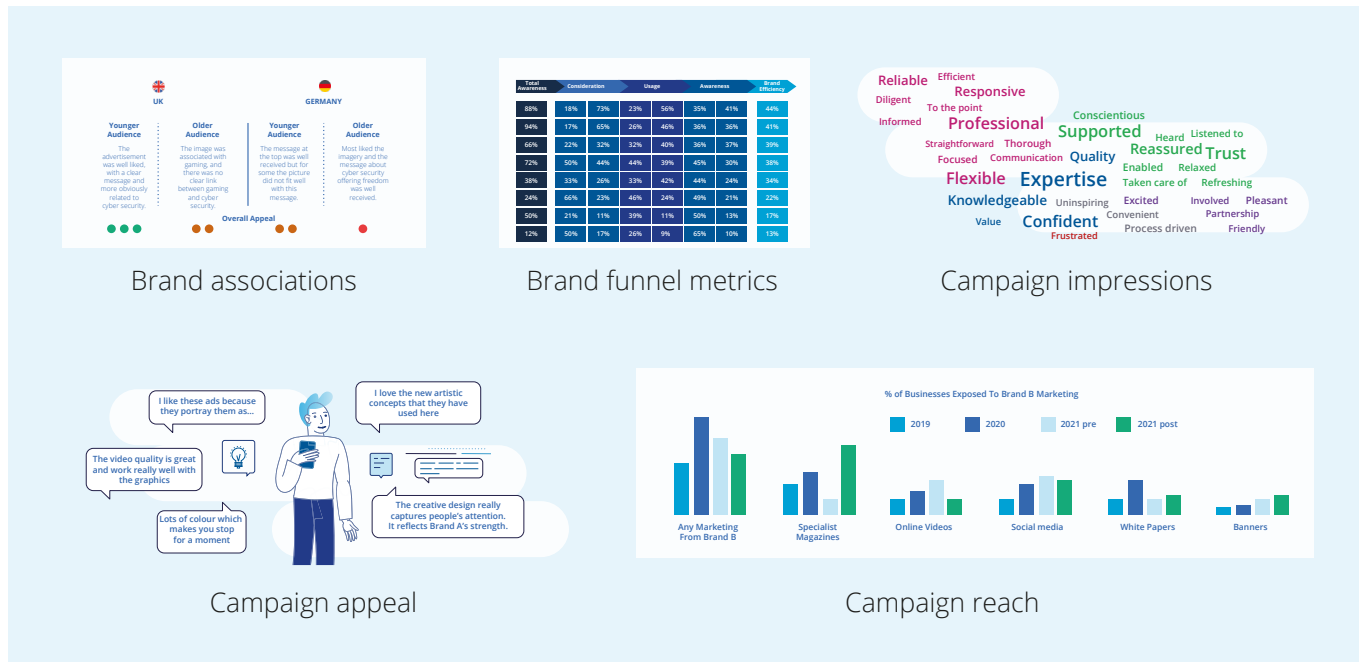 UK
GERMANY
Younger
Audience
The
advertisement
was well liked,
with a clear
message and
more obviously
related to
cyber security.
Older
Audience
The image was
associated with
gaming, and
there was no
clear link
between gaming
and cyber
security.
Younger
Audience
The message at
the top was well
received but for
some the picture
did not fit well
with this.
message.
Older
Audience
Most liked the
imagery and the
message about
cyber security
offering freedom
was well
received.
Overall Appeal
Brand associations
Total
Awareness
Consideration
Usage
Awareness
Brand
Efficiency
88% 18% 73% 23% 56% 35% 41% 44%
94% 17% 65% 26% 46% 36% 36% 41%
66% 22% 32% 32% 40% 36% 37% 39%
72% 50% 44% 44% 39% 45% 30% 38%
38% 33% 26% 33% 42% 44% 24% 34%
24% 66% 23% 46% 24% 49% 21% 22%
50% 21% 11% 39% 11% 50% 13% 17%
12% 50% 17% 26% 9% 65% 10% 13%
Brand funnel metrics
Reliable Efficient
Responsive
Diligent
To the point
Informed
Professional
Conscientious
Supported Heard Listened to
Straightforward Thorough
Reassured Trust
Focused Communication Quality
Enabled Relaxed
Flexible Expertise
Taken care of Refreshing
Knowledgeable Uninspiring Excited Involved Pleasant
Value Confident Convenient Partnership
Process driven Friendly
Frustrated
Campaign impressions
I like these ads because
they portray them as...
I love the new artistic
concepts that they have
used here
The video quality is great
and work really well with
the graphics
Lots of colour which
makes you stop
for a moment
The creative design really
captures people's attention.
It reflects Brand A's strength.
Campaign appeal
% of Businesses Exposed To Brand B Marketing
2019 2020 2021 pre 2021 post
Any Marketing
From Brand B
Specialist
Magazines
Online Videos
Social media
White Papers
Banners
Campaign reach